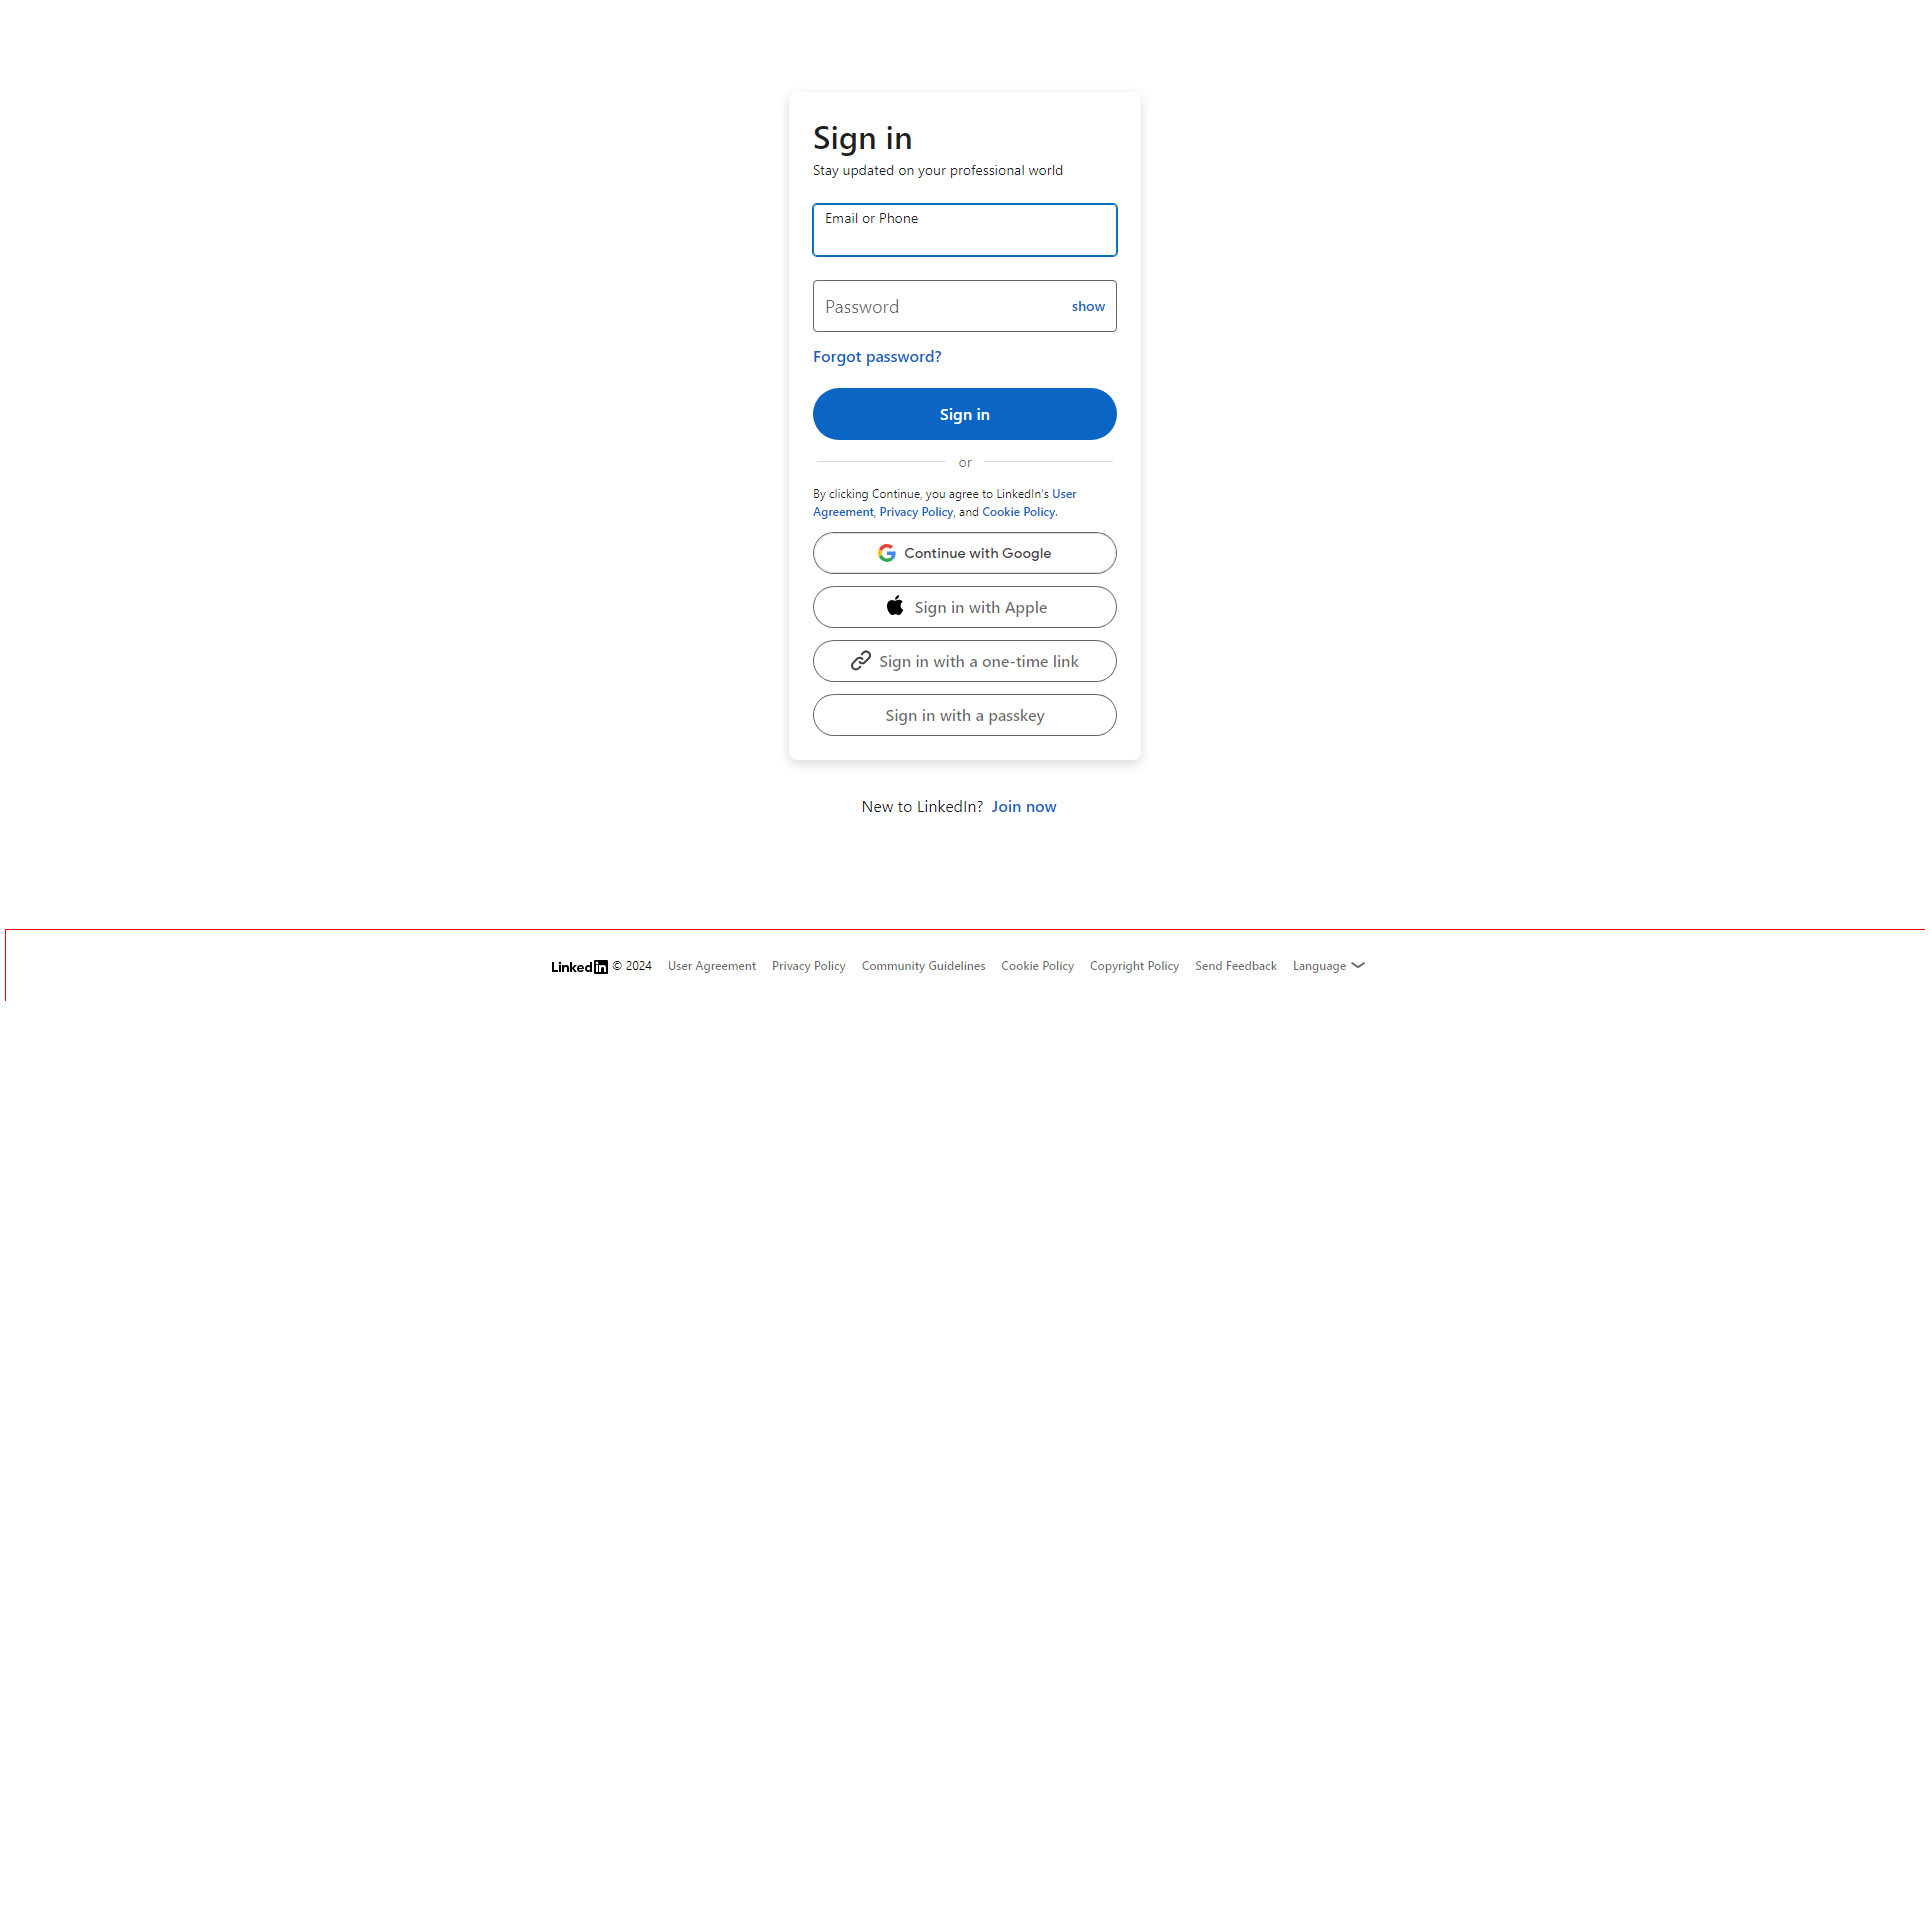 Sign in
Stay updated on your professional world
Email or Phone
Password show
Forgot password?
Sign in
or
By clicking Continue, you agree to LinkedIn's User
Agreement, Privacy Policy, and Cookie Policy.
Continue with Google
Sign in with Apple
Sign in with a one-time link
Sign in with a passkey
New to LinkedIn? Join now
LinkedIn © 2024 User Agreement Privacy Policy Community Guidelines Cookie Policy Copyright Policy Send Feedback Language